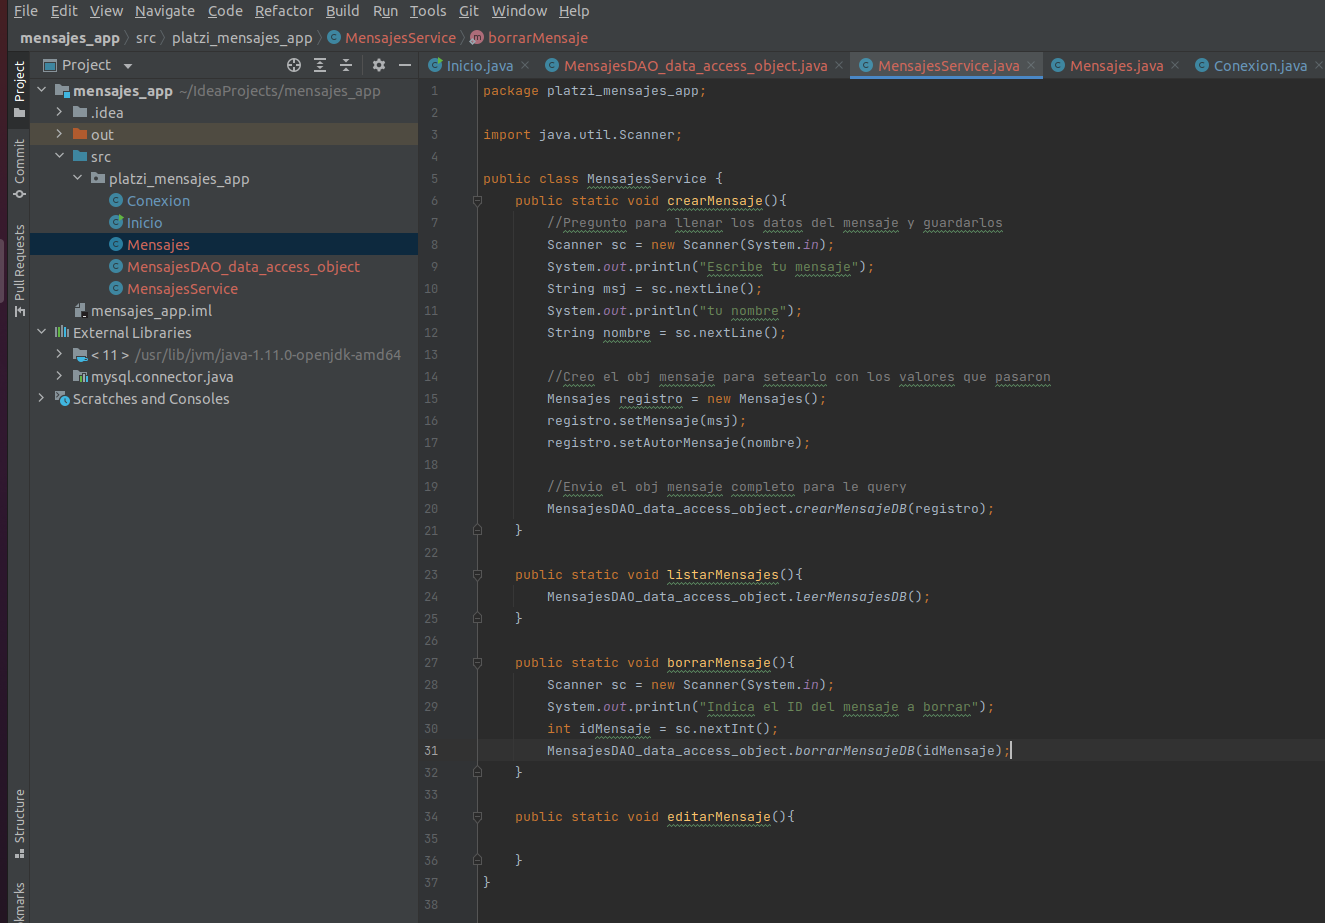 File Edit View Navigate Code Refactor Build Run Tools Git Window Help
mensajes_app src platzi_mensajes_app MensajesService borrarMensaje
Project
Inicio.java MensajesDAO_data_access_object.java MensajesService.java Mensajes.java Conexion.java
Project
Commit
Pull Requests
Structure
kmarks
mensajes_app ~/IdeaProjects/mensajes_app
.idea
out
src
platzi_mensajes_app
Conexion
Inicio
Mensajes
MensajesDAO_data_access_object
MensajesService
mensajes_app.iml
External Libraries
< 11 > /usr/lib/jvm/java-1.11.0-openjdk-amd64
mysql.connector.java
Scratches and Consoles
1 package platzi_mensajes_app;
2
3 import java.util.Scanner;
4
5 public class MensajesService {
6 public static void crearMensaje(){
7 //Pregunto para llenar los datos del mensaje y guardarlos
8 Scanner sc = new Scanner(System.in);
9 System.out.println("Escribe tu mensaje");
10 String msj = sc.nextLine();
11 System.out.println("tu nombre");
12 String nombre = sc.nextLine();
13
14 //Creo el obj mensaje para setearlo con los valores que pasaron
15 Mensajes registro = new Mensajes();
16 registro.setMensaje(msj);
17 registro.setAutorMensaje(nombre);
18
19 //Envio el obj mensaje completo para le query
20 MensajesDAO_data_access_object.crearMensajeDB(registro);
21 }
22
23 public static void listarMensajes(){
24 MensajesDAO_data_access_object.leerMensajesDB();
25 }
26
27 public static void borrarMensaje(){
28 Scanner sc = new Scanner(System.in);
29 System.out.println("Indica el ID del mensaje a borrar");
30 int idMensaje = sc.nextInt();
31 MensajesDAO_data_access_object.borrarMensajeDB(idMensaje);
32 }
33
34 public static void editarMensaje(){
35
36 }
37 }
38